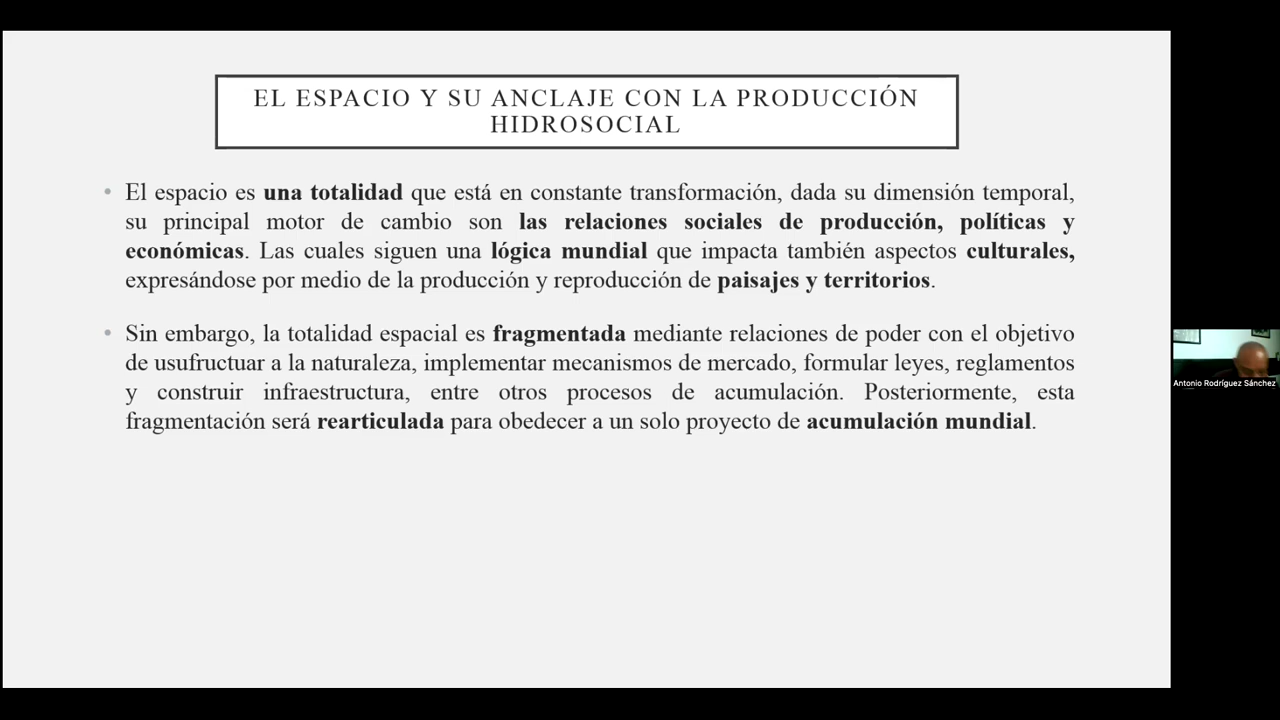 EL ESPACIO Y SU ANCLAJE CON LA PRODUCCIÓN
HIDROSOCIAL
• El espacio es una totalidad que está en constante transformación, dada su dimensión temporal,
su principal motor de cambio son las relaciones sociales de producción, políticas y
económicas. Las cuales siguen una lógica mundial que impacta también aspectos culturales,
expresándose por medio de la producción y reproducción de paisajes y territorios.
• Sin embargo, la totalidad espacial es fragmentada mediante relaciones de poder con el objetivo
de usufructuar a la naturaleza, implementar mecanismos de mercado, formular leyes, reglamentos
y construir infraestructura, entre otros procesos de acumulación. Posteriormente, esta
fragmentación será rearticulada para obedecer a un solo proyecto de acumulación mundial.
Antonio Rodríguez Sánchez